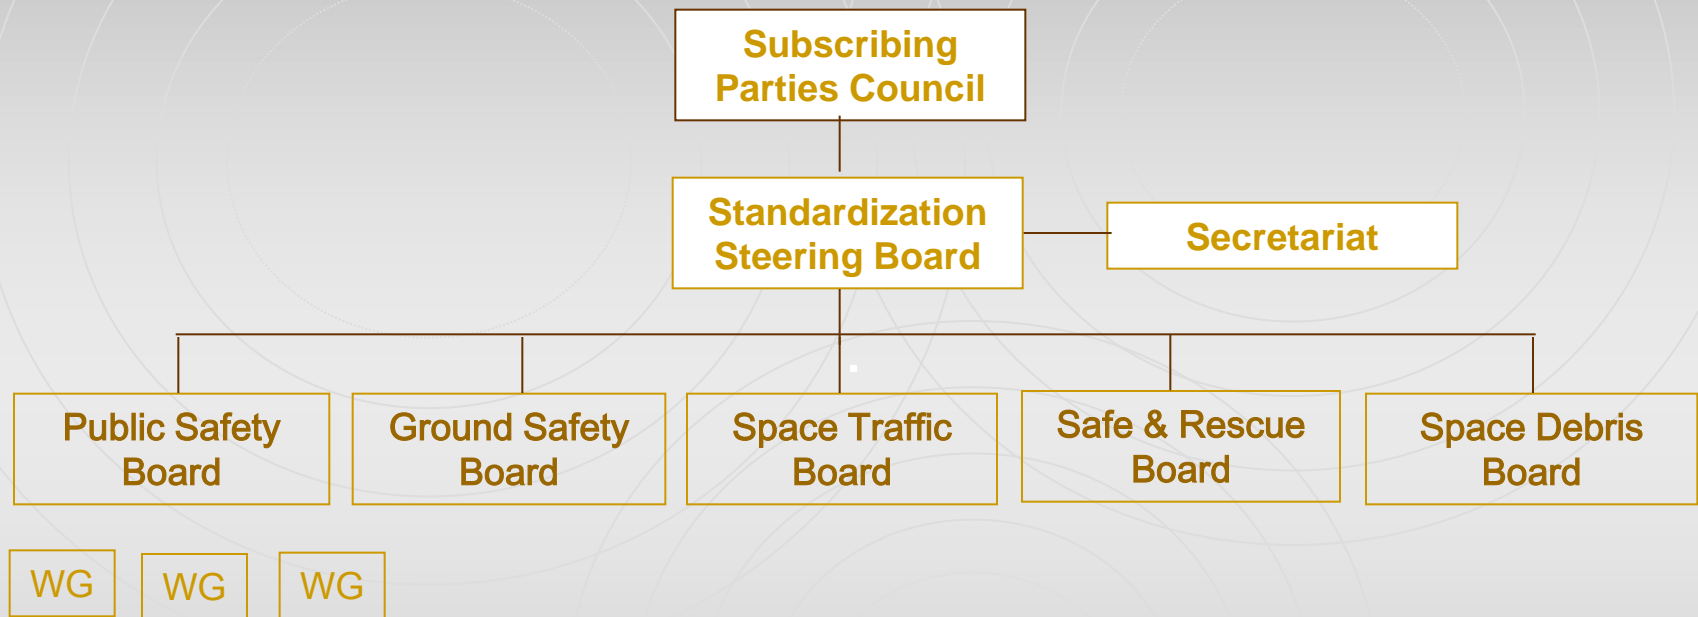 Subscribing
Parties Council
Standardization
Steering Board
Secretariat
Public Safety
Board
Ground Safety
Board
Space Traffic
Board
Safe & Rescue
Board
Space Debris
Board
WG
WG
WG